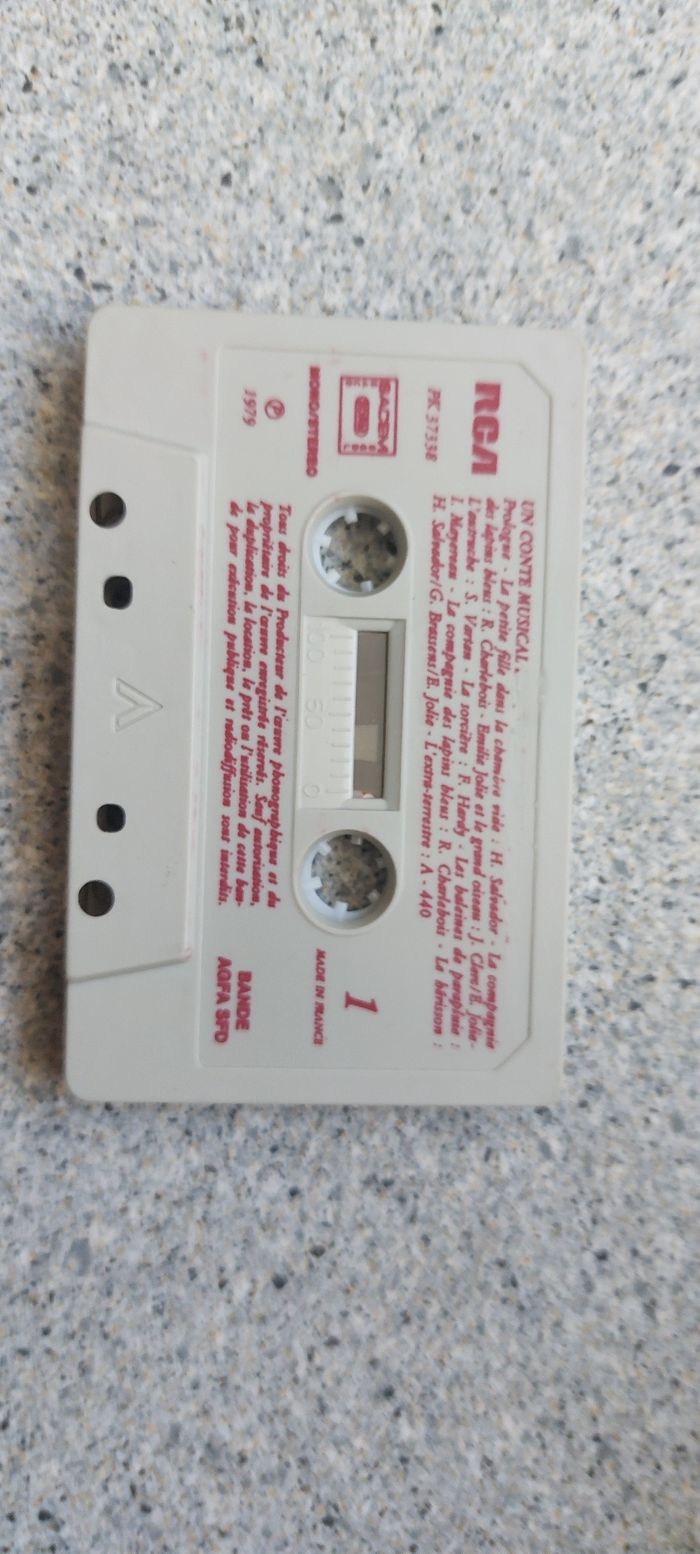 RCA
PK 37338
UN CONTE MUSICAL
Prologue - La petite fille dans la chambre vide : H. Salvador - La compagnie
des lapins bleus : R. Charlebois - Emilie Jolie et le grand oiseau : J. Clerc/E. Jolie -
L'autruche : S. Vartan - La sorcière : F. Hardy - Les baleines de parapluie :
L. Mayereau - La compagnie des lapins bleus : R. Charlebois - Le hérisson :
H. Salvador/G. Brassens/E. Jolie - L'extra-terrestre : A - 440
SACEM
MONO/STEREO
Ⓟ
1979
100 50 0
1
MADE IN FRANCE
Tous droits du Producteur de l'œuvre phonographique et du
propriétaire de l'œuvre enregistrée réservés. Sauf autorisation,
la duplication, la location, le prêt ou l'utilisation de cette ban-
de pour exécution publique et radiodiffusion sont interdits.
BANDE
AGFA SFD